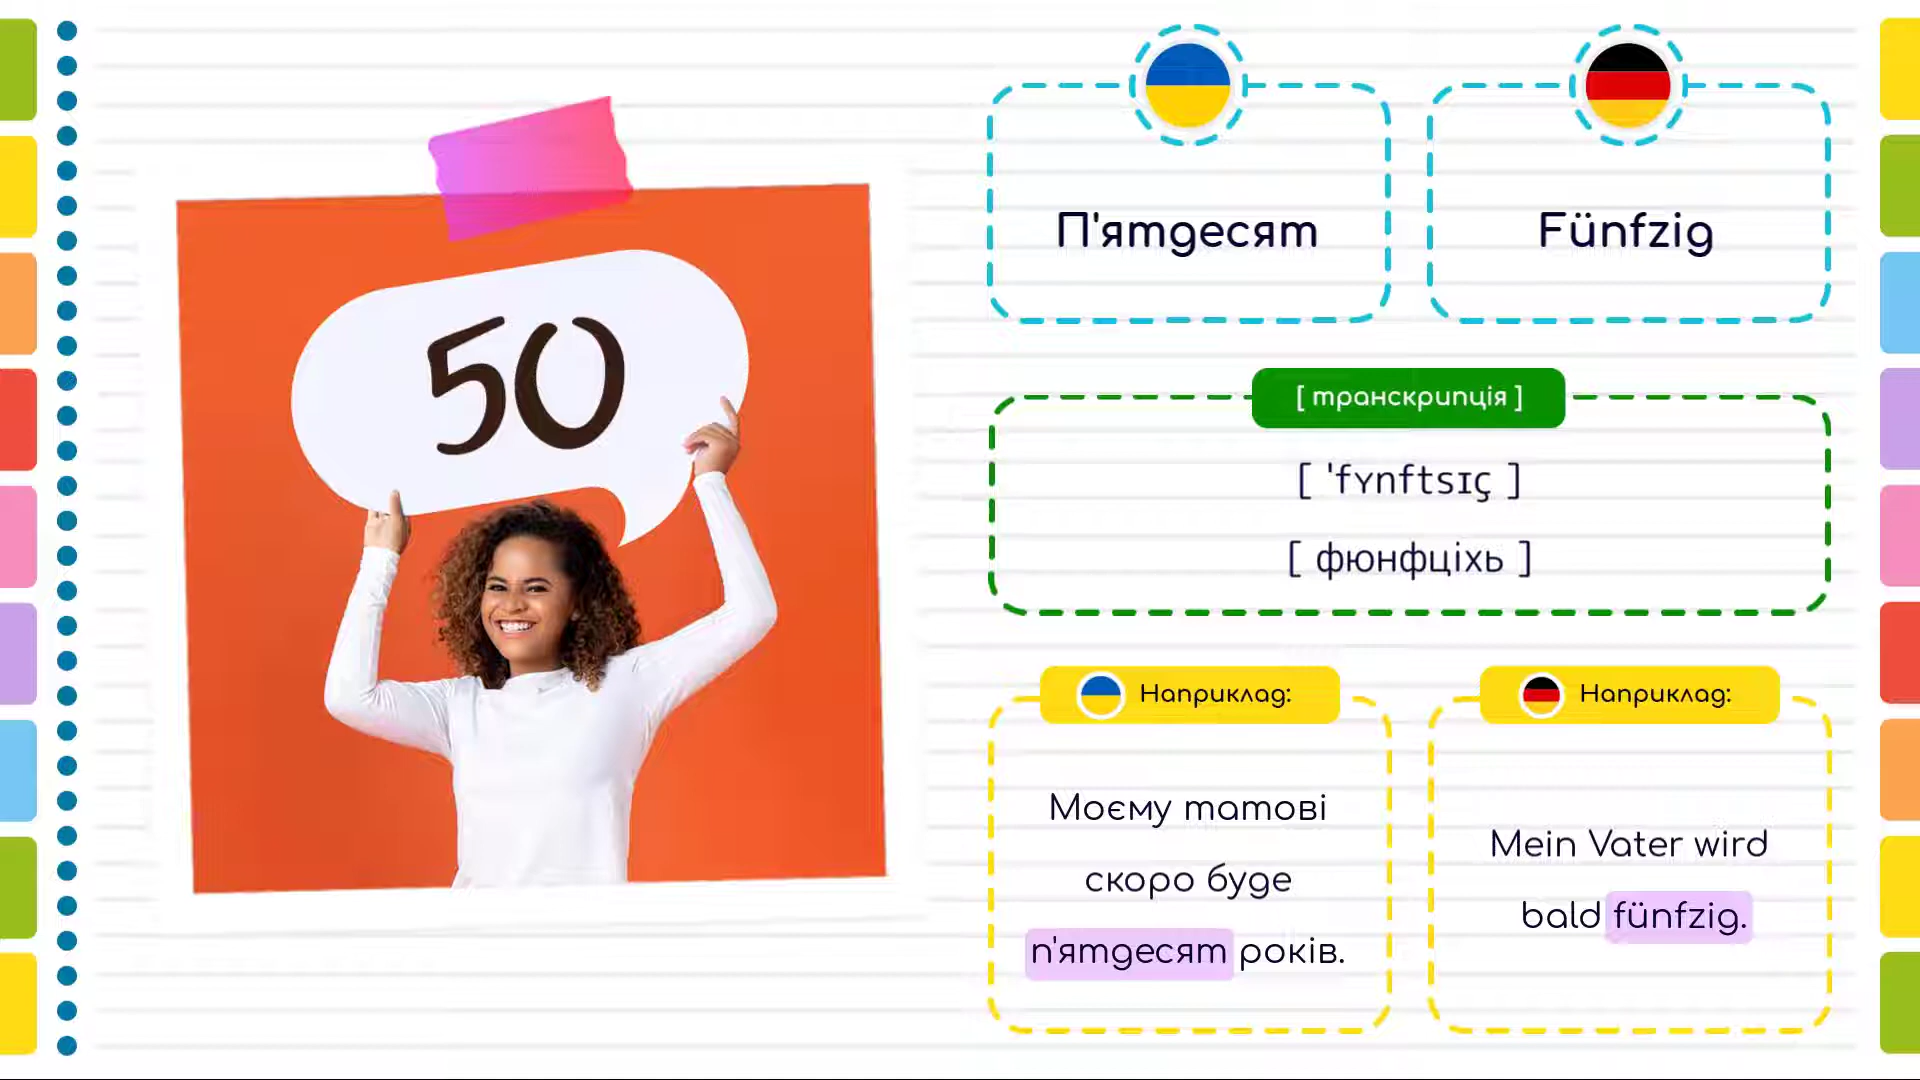 50
П'ятдесят
Fünfzig
[ транскрипція ]
[ 'fʏnftsɪç ]
[ фюнфціхь ]
Наприклад:
Моєму татові
скоро буде
п'ятдесят років.
Наприклад:
Mein Vater wird
bald fünfzig.